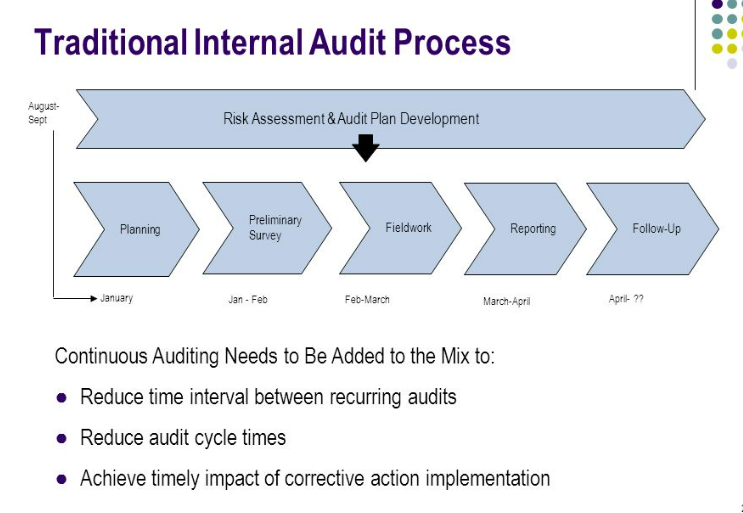 Traditional Internal Audit Process
August-
Sept
Risk Assessment & Audit Plan Development
Planning
Preliminary
Survey
Fieldwork
Reporting
Follow-Up
January
Jan - Feb
Feb-March
March-April
April- ??
Continuous Auditing Needs to Be Added to the Mix to:
● Reduce time interval between recurring audits
● Reduce audit cycle times
● Achieve timely impact of corrective action implementation